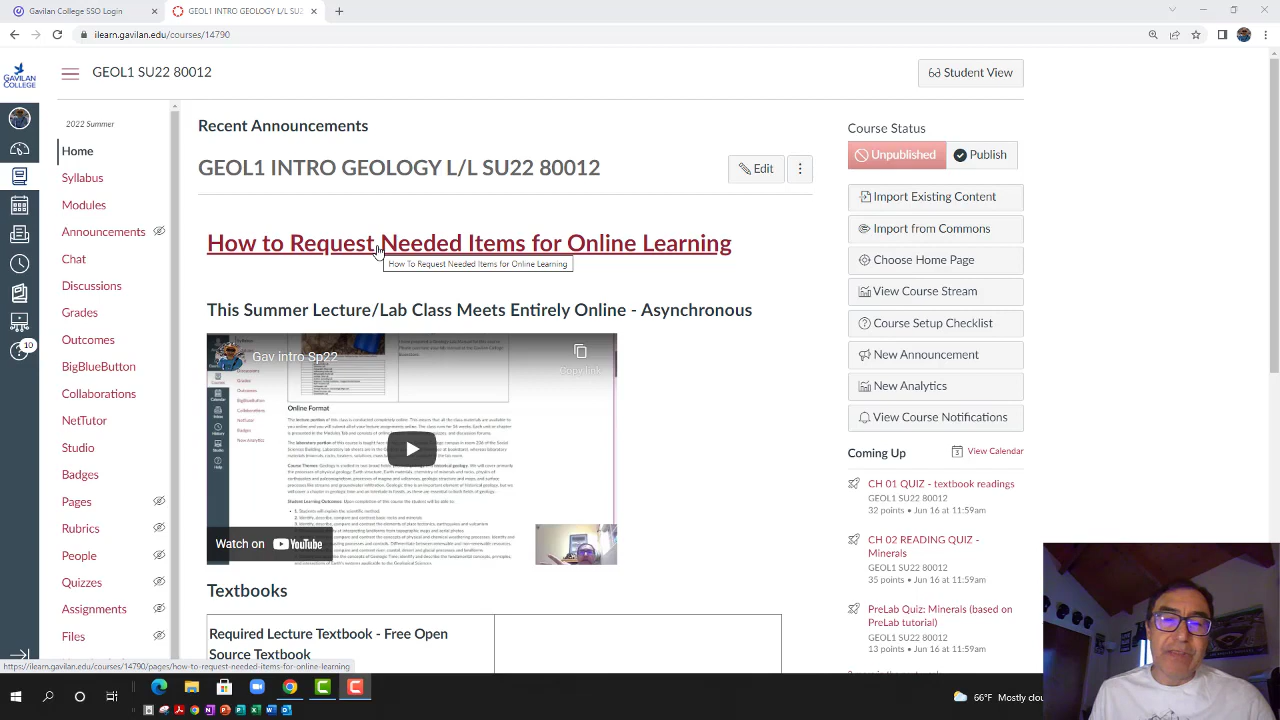 Gavilan College SSO Login
GEOL1 INTRO GEOLOGY L/L SU2
ilearn.gavilan.edu/courses/14790
GAVILAN
COLLEGE
GEOL1 SU22 80012
Student View
2022 Summer
Home
Syllabus
Modules
Announcements
Chat
Discussions
Grades
Outcomes
BigBlueButton
Collaborations
NetTutor
Studio
Badges
Pages
Rubrics
People
Quizzes
Assignments
Files
10
Recent Announcements
GEOL1 INTRO GEOLOGY L/L SU22 80012
Edit
How to Request Needed Items for Online Learning
How To Request Needed Items for Online Learning
This Summer Lecture/Lab Class Meets Entirely Online - Asynchronous
Gav intro Sp22
Copy link
Online Format
Watch on YouTube
Textbooks
Required Lecture Textbook - Free Open
Source Textbook
Course Status
Unpublished
Publish
Import Existing Content
Import from Commons
Choose Home Page
View Course Stream
Course Setup Checklist
New Announcement
New Analytics
View Course Notifications
Coming Up
View Calendar
CH 1 QUIZ - textbook readings
GEOL1 SU22 80012
32 points • Jun 16 at 11:59am
CH 2 READING QUIZ -
Minerals
GEOL1 SU22 80012
35 points • Jun 16 at 11:59am
PreLab Quiz: Minerals (based on
PreLab tutorial)
GEOL1 SU22 80012
13 points • Jun 16 at 11:59am
https://ilearn.gavilan.edu/courses/14790/pages/how-to-request-needed-items-for-online-learning
66°F Mostly clou